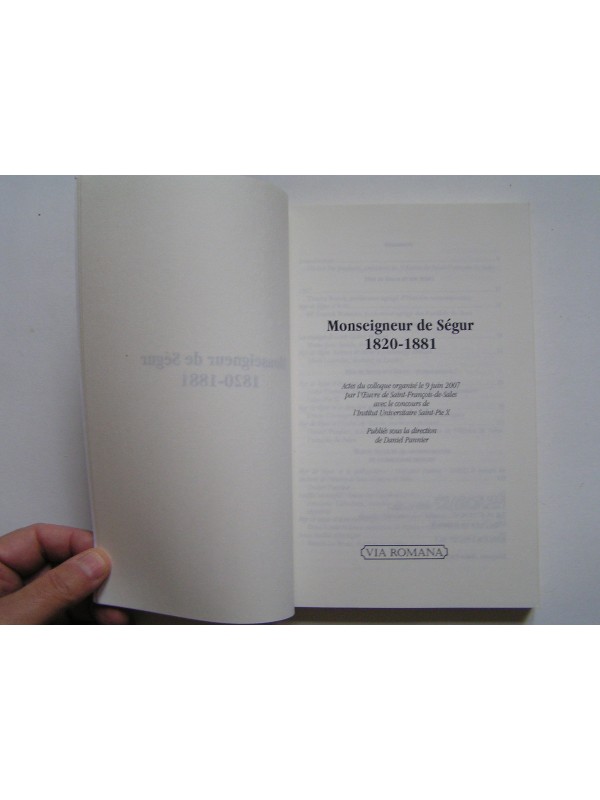 Monseigneur de Ségur
1820-1881
Actes du colloque organisé le 9 juin 2007
par l'Œuvre de Saint-François-de-Sales
avec le concours de
l'Institut Universitaire Saint-Pie X
Publiés sous la direction
de David Pannier
VIA ROMANA